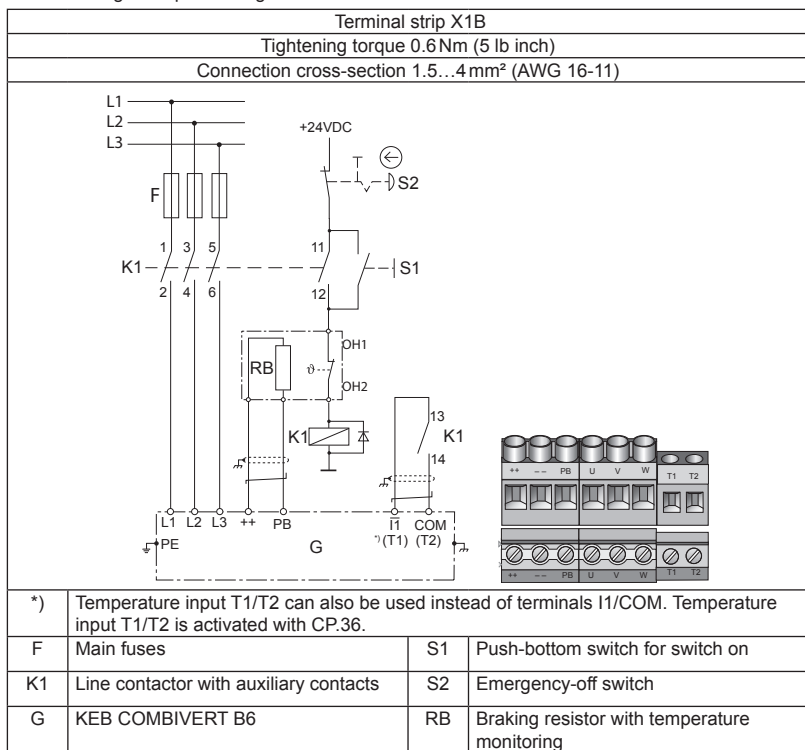 Terminal strip X1B
Tightening torque 0.6 Nm (5 lb inch)
Connection cross-section 1.5…4 mm² (AWG 16-11)
L1
L2
L3
+24VDC
S2
F
1 3 5
11
K1
S1
2 4 6
12
OH1
RB
ϑ
OH2
13
K1
K1
14
++ -- PB U V W T1 T2
L1 L2 L3 ++ PB I1 COM
*) (T1) (T2)
PE
G
++ -- PB U V W T1 T2
*) Temperature input T1/T2 can also be used instead of terminals I1/COM. Temperature
input T1/T2 is activated with CP.36.
F Main fuses S1 Push-bottom switch for switch on
K1 Line contactor with auxiliary contacts S2 Emergency-off switch
G KEB COMBIVERT B6 RB Braking resistor with temperature
monitoring